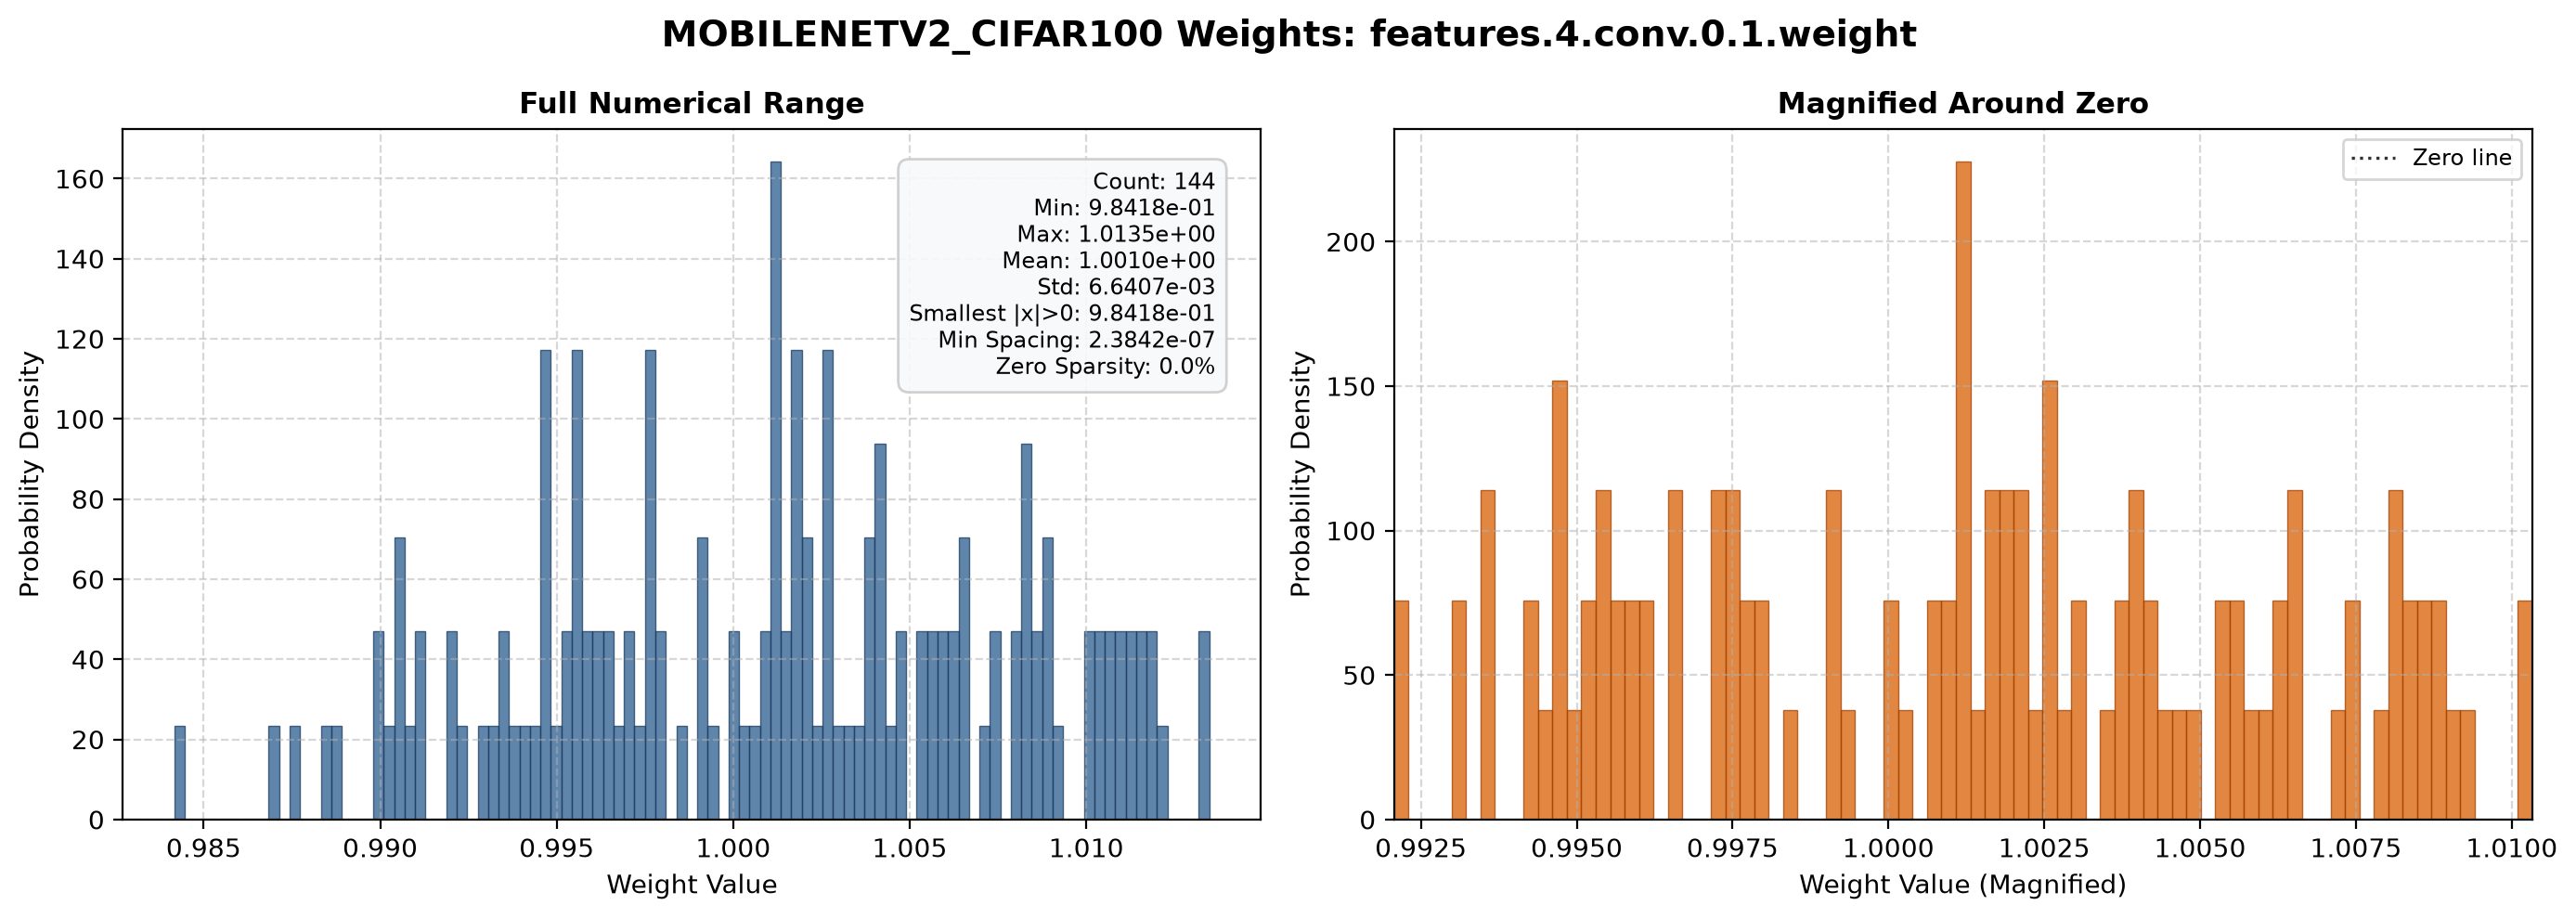 MOBILENETV2_CIFAR100 Weights: features.4.conv.0.1.weight
Full Numerical Range
Probability Density
160
140
120
100
80
60
40
20
0
Count: 144
Min: 9.8418e-01
Max: 1.0135e+00
Mean: 1.0010e+00
Std: 6.6407e-03
Smallest |x|>0: 9.8418e-01
Min Spacing: 2.3842e-07
Zero Sparsity: 0.0%
0.985 0.990 0.995 1.000 1.005 1.010
Weight Value
Magnified Around Zero
Probability Density
200
150
100
50
0
Zero line
0.9925 0.9950 0.9975 1.0000 1.0025 1.0050 1.0075 1.0100
Weight Value (Magnified)